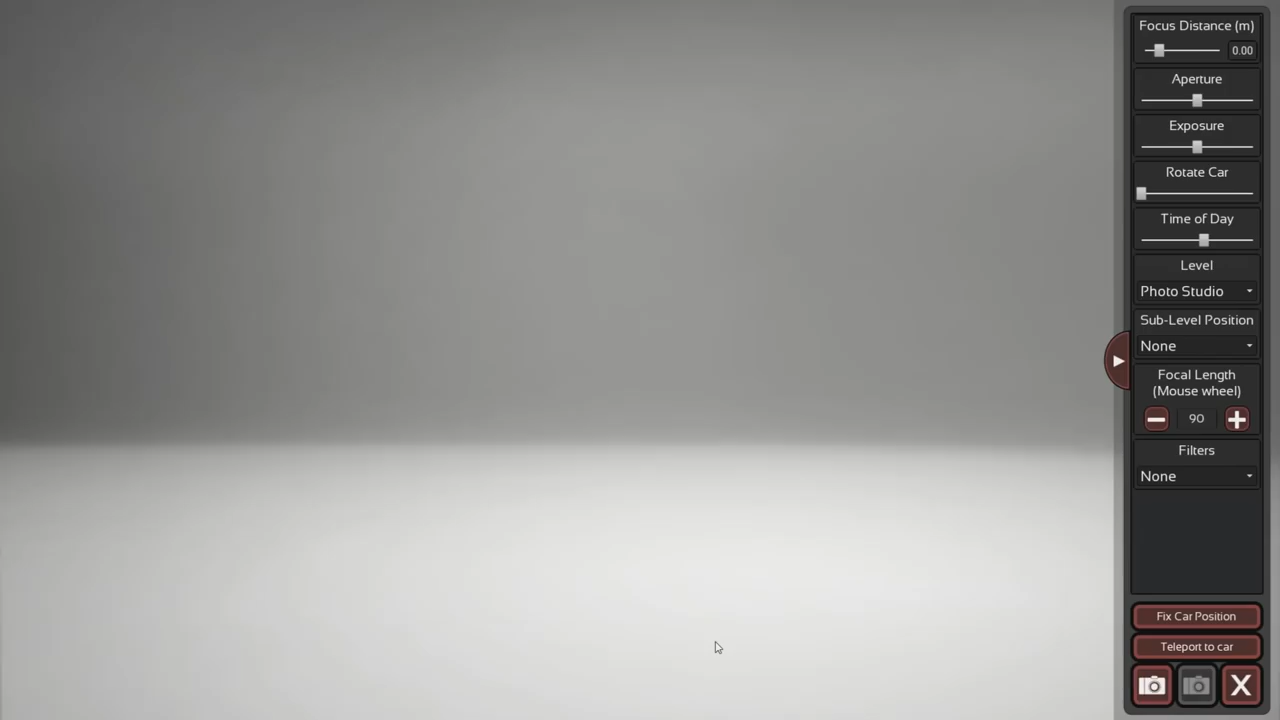 Focus Distance (m)
0.00
Aperture
Exposure
Rotate Car
Time of Day
Level
Photo Studio
Sub-Level Position
None
Focal Length
(Mouse wheel)
90
Filters
None
Fix Car Position
Teleport to car
X